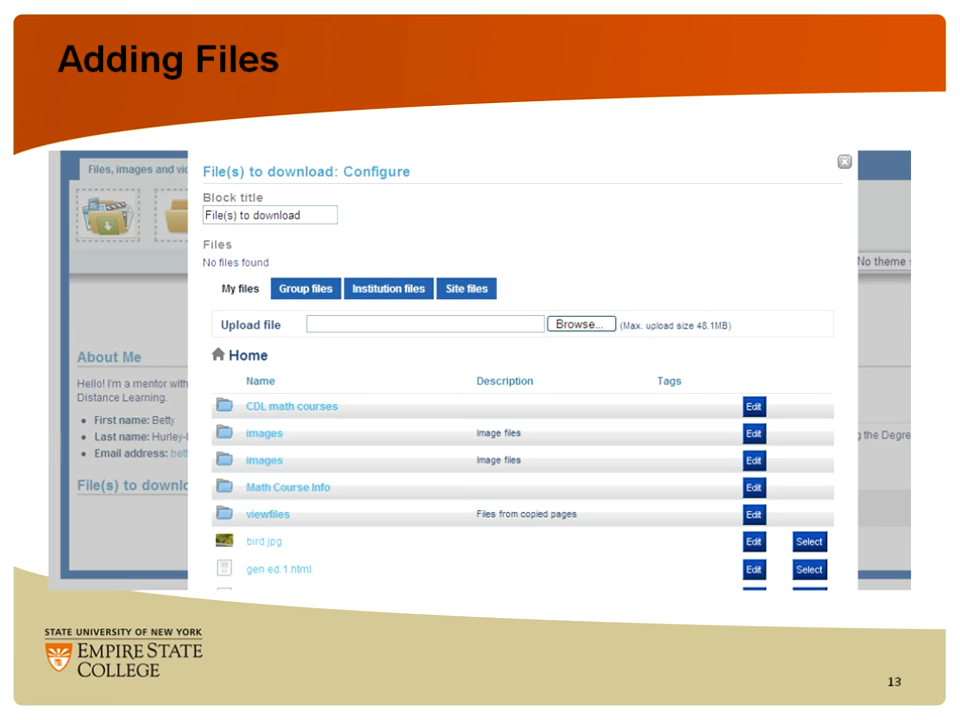 Adding Files
Files, images and vi
File(s) to download: Configure
Block title
File(s) to download
Files
No files found
No theme
My files
Group files
Institution files
Site files
Upload file
Browse...
(Max. upload size 48.1MB)
Home
Name Description Tags
CDL math courses Edit
images Image files Edit
images Image files Edit
Math Course Info Edit
viewfiles Files from copied pages Edit
bird.jpg Edit Select
gen ed 1.html Edit Select
About Me
Hello! I'm a mentor with
Distance Learning.
First name: Betty
Last name: Hurley-
Email address: bett
g the Degre
File(s) to downlo
STATE UNIVERSITY OF NEW YORK
EMPIRE STATE
COLLEGE
13